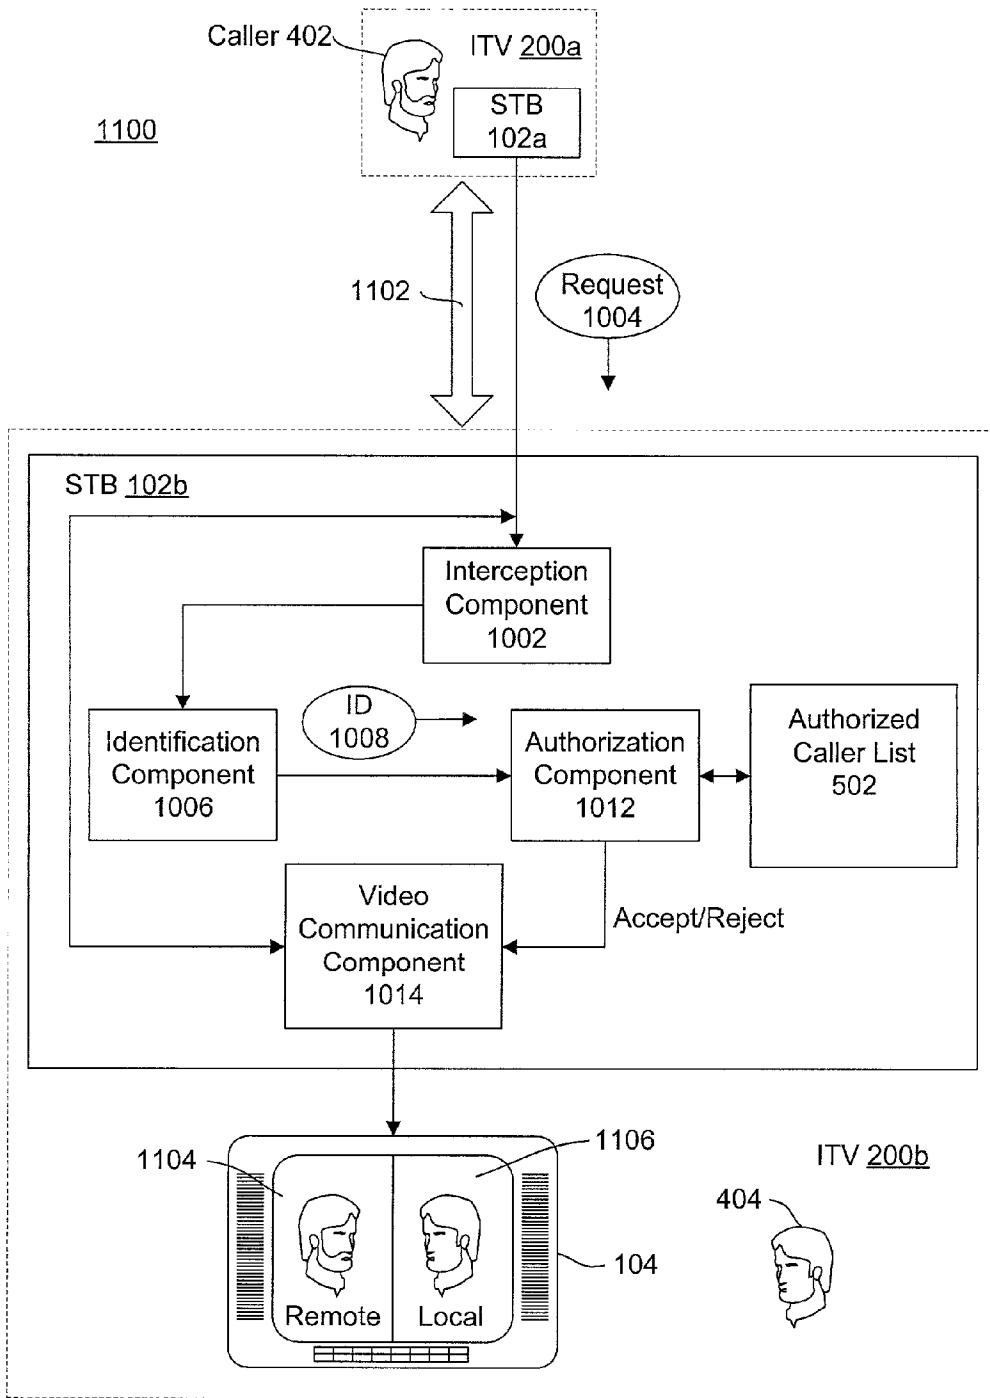 Caller 402
ITV 200a
STB
102a
1100
1102
Request
1004
STB 102b
Interception
Component
1002
ID
1008
Identification
Component
1006
Authorization
Component
1012
Authorized
Caller List
502
Video
Communication
Component
1014
Accept/Reject
1104
1106
ITV 200b
404
104
Remote
Local